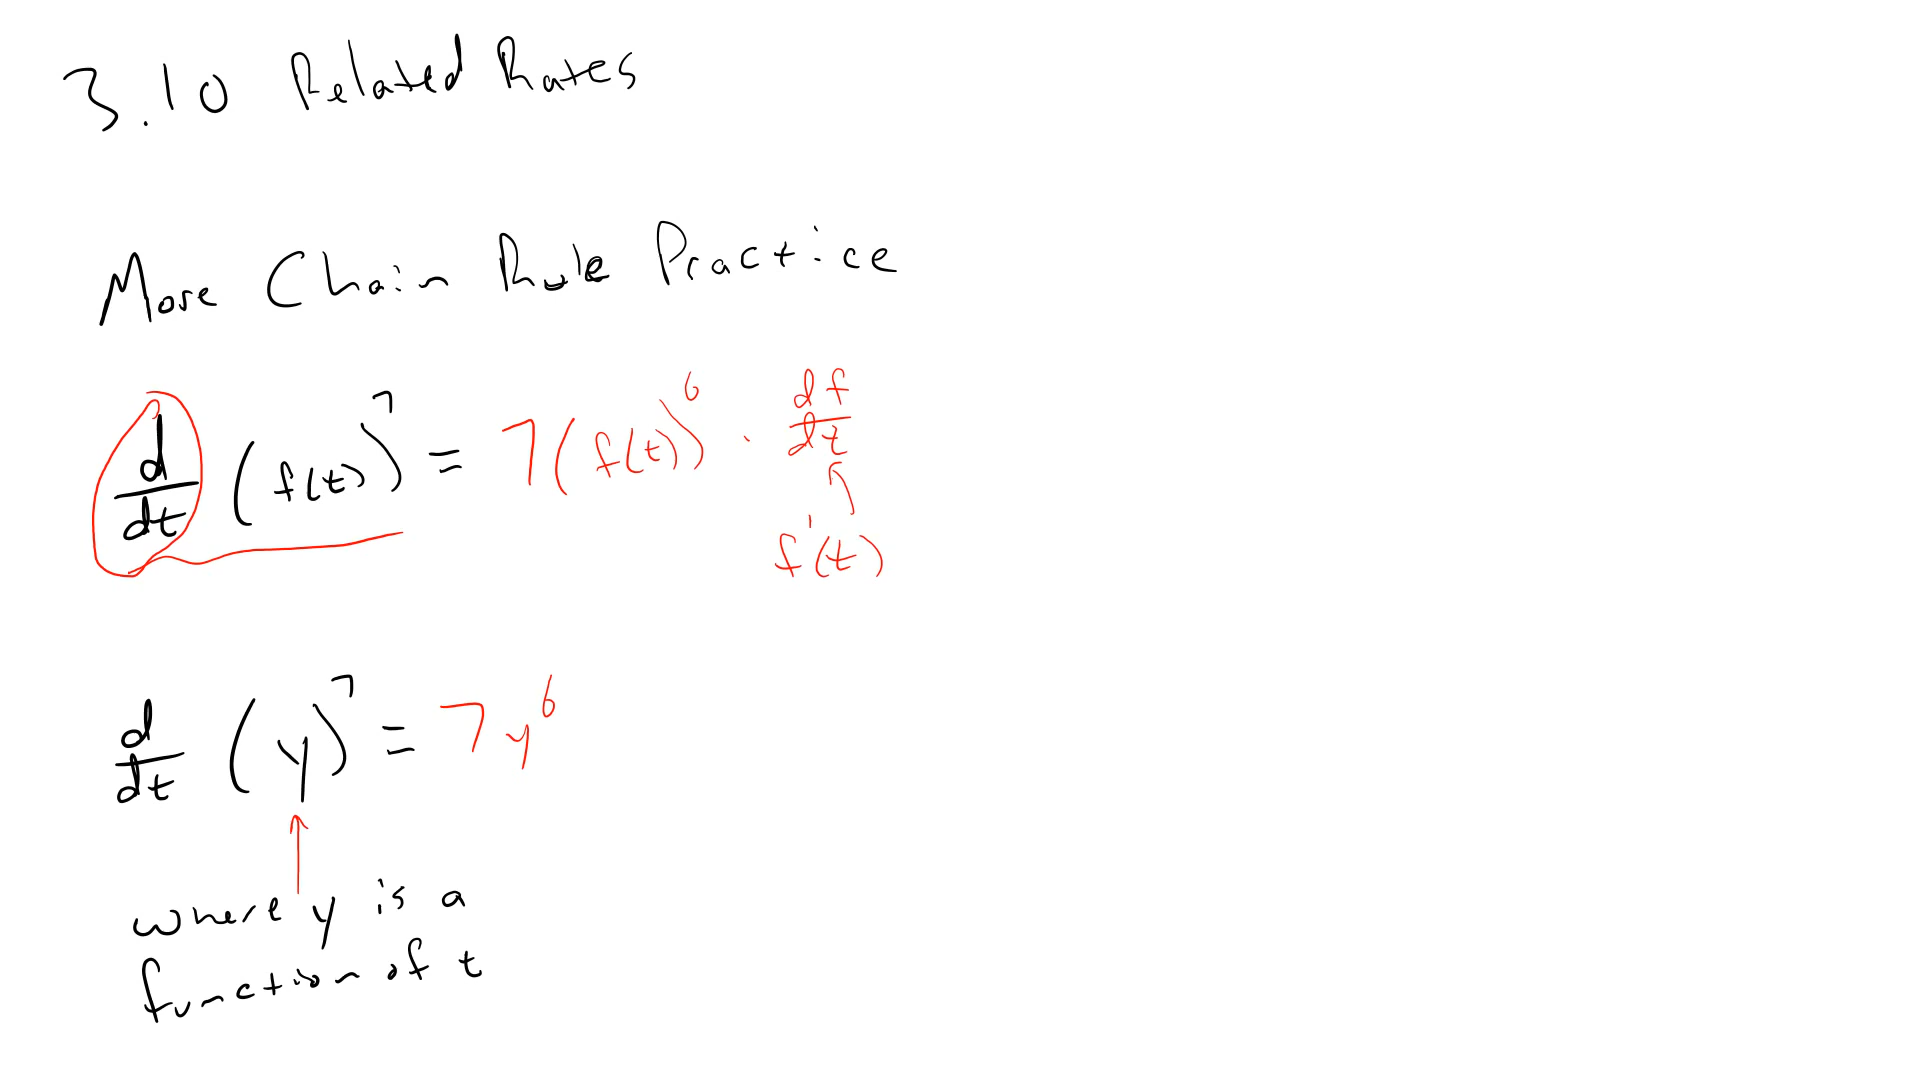 3.10 Related Rates
More Chain Rule Practice
d/dt (f(t))^7 = 7(f(t))^6 · df/dt
f'(t)
d/dt (y)^7 = 7y^6
where y is a
function of t